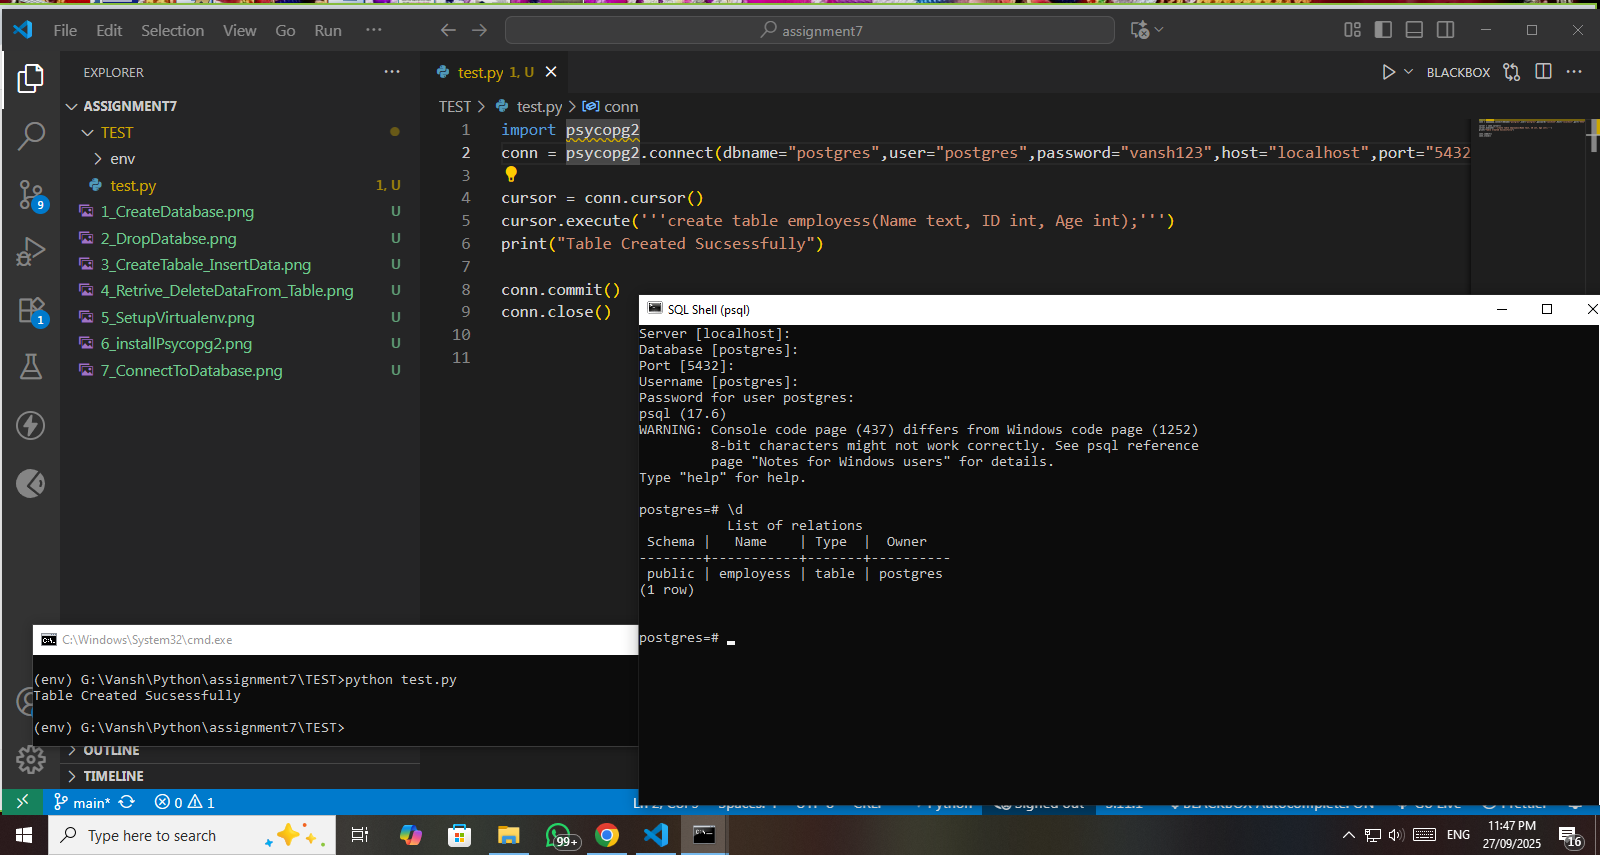 File Edit Selection View Go Run ···
assignment7
EXPLORER ···
ASSIGNMENT7
TEST
env
test.py 1, U
1_CreateDatabase.png U
2_DropDatabse.png U
3_CreateTabale_InsertData.png U
4_Retrive_DeleteDataFrom_Table.png U
5_SetupVirtualenv.png U
6_installPsycopg2.png U
7_ConnectToDatabase.png U
9
1
OUTLINE
TIMELINE
test.py 1, U
BLACKBOX ···
TEST > test.py > conn
1 import psycopg2
2 conn = psycopg2.connect(dbname="postgres",user="postgres",password="vansh123",host="localhost",port="5432
3
4 cursor = conn.cursor()
5 cursor.execute('''create table employess(Name text, ID int, Age int);''')
6 print("Table Created Sucsessfully")
7
8 conn.commit()
9 conn.close()
10
11
SQL Shell (psql)
Server [localhost]:
Database [postgres]:
Port [5432]:
Username [postgres]:
Password for user postgres:
psql (17.6)
WARNING: Console code page (437) differs from Windows code page (1252)
8-bit characters might not work correctly. See psql reference
page "Notes for Windows users" for details.
Type "help" for help.
postgres=# \d
List of relations
Schema | Name | Type | Owner
--------+-----------+-------+----------
public | employess | table | postgres
(1 row)
postgres=#
C:\Windows\System32\cmd.exe
(env) G:\Vansh\Python\assignment7\TEST>python test.py
Table Created Sucsessfully
(env) G:\Vansh\Python\assignment7\TEST>
main* 0 1
Type here to search
99+
ENG
11:47 PM
27/09/2025
16